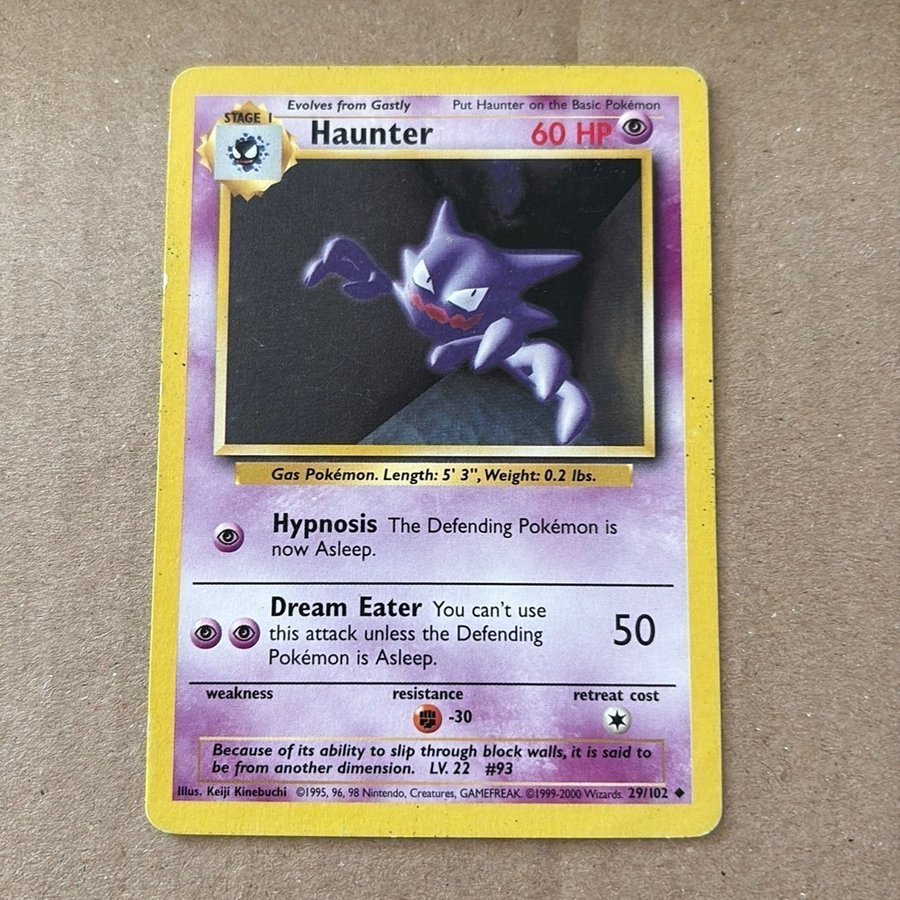 Evolves from Gastly Put Haunter on the Basic Pokémon
STAGE 1
Haunter 60 HP
Gas Pokémon. Length: 5' 3", Weight: 0.2 lbs.
Hypnosis The Defending Pokémon is
now Asleep.
Dream Eater You can't use
this attack unless the Defending
Pokémon is Asleep.
50
weakness resistance retreat cost
-30
Because of its ability to slip through block walls, it is said to
be from another dimension. LV. 22 #93
Illus. Keiji Kinebuchi ©1995, 96, 98 Nintendo, Creatures, GAMEFREAK. ©1999-2000 Wizards. 29/102